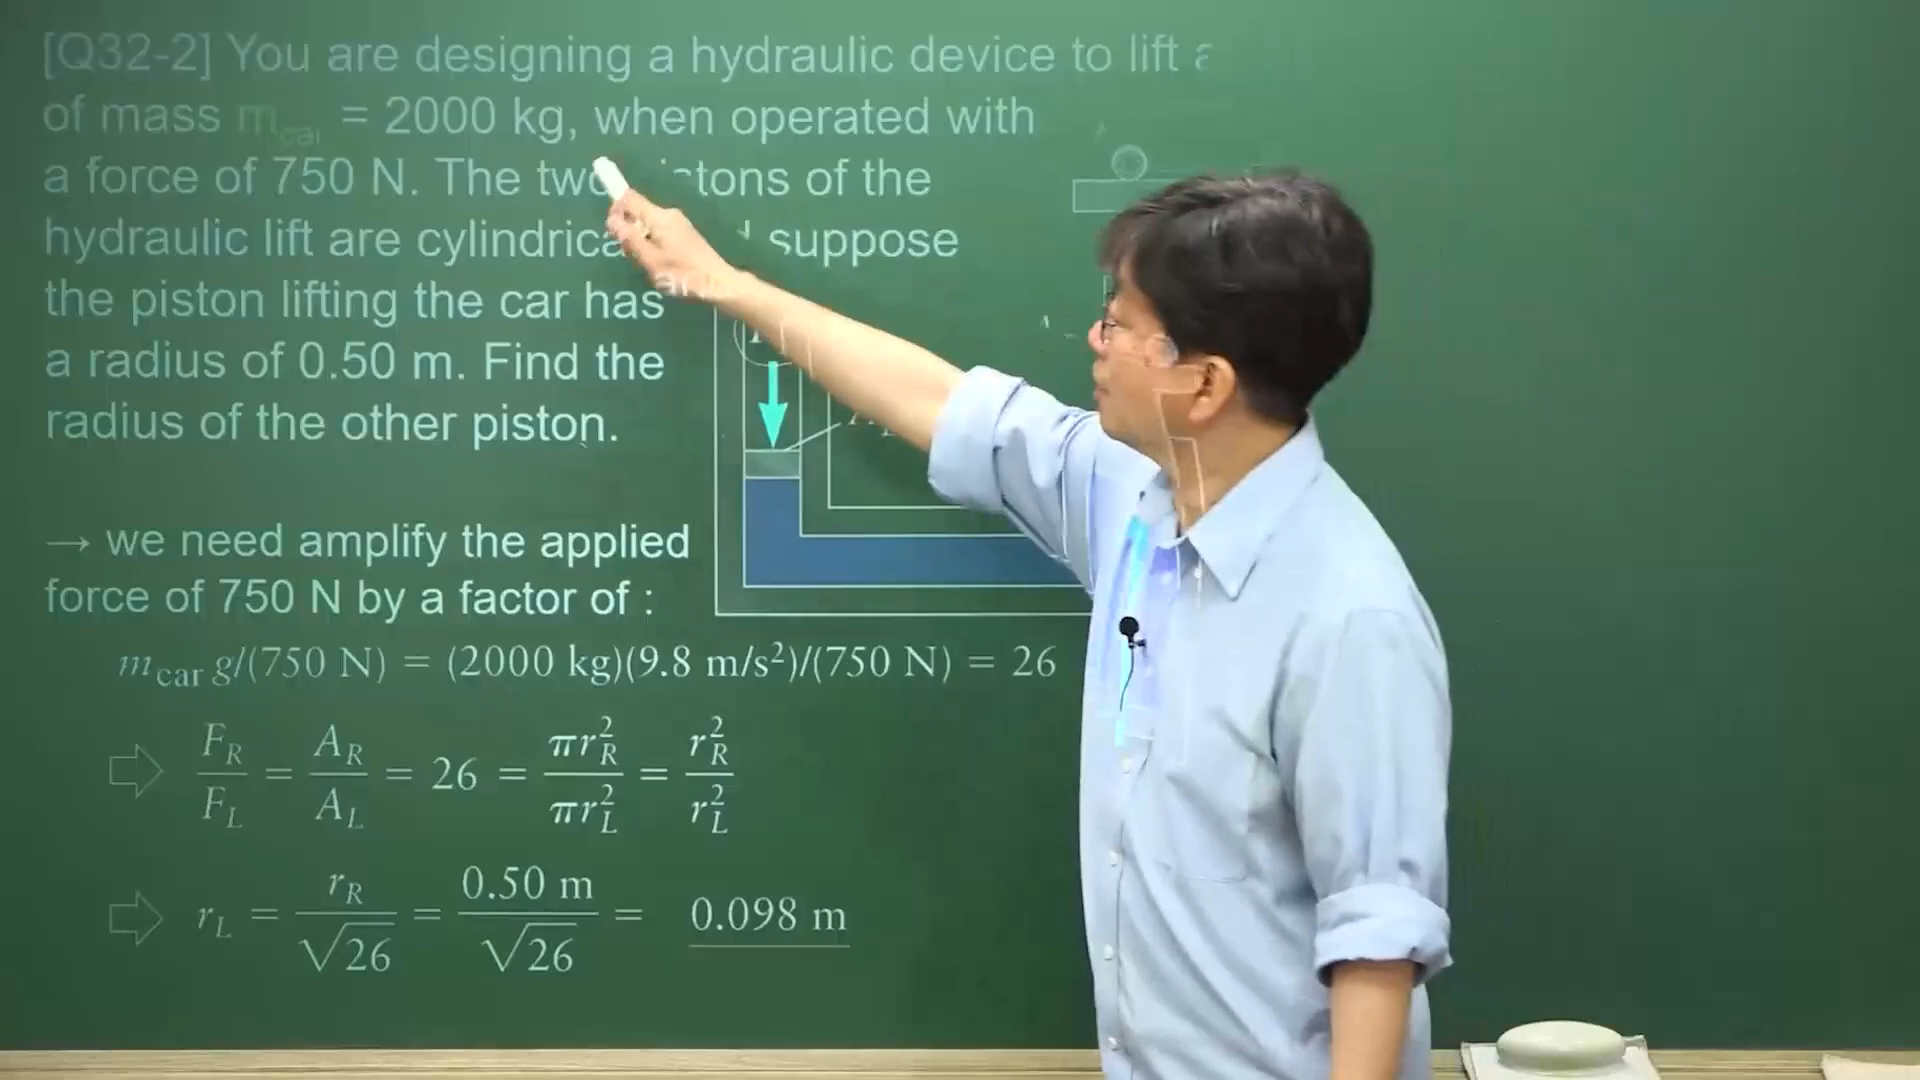 [Q32-2] You are designing a hydraulic device to lift
of mass m_car = 2000 kg, when operated with
a force of 750 N. The two of the
hydraulic lift are suppose
the piston lifting the car has
a radius of 0.50 m. Find the
radius of the other piston.
→ we need amplify the applied
force of 750 N by a factor of :
m_car g/(750 N) = (2000 kg)(9.8 m/s²)/(750 N) = 26
⇨ F_R/F_L = A_R/A_L = 26 = πr_R²/πr_L² = r_R²/r_L²
⇨ r_L = r_R/√26 = 0.50 m/√26 = 0.098 m